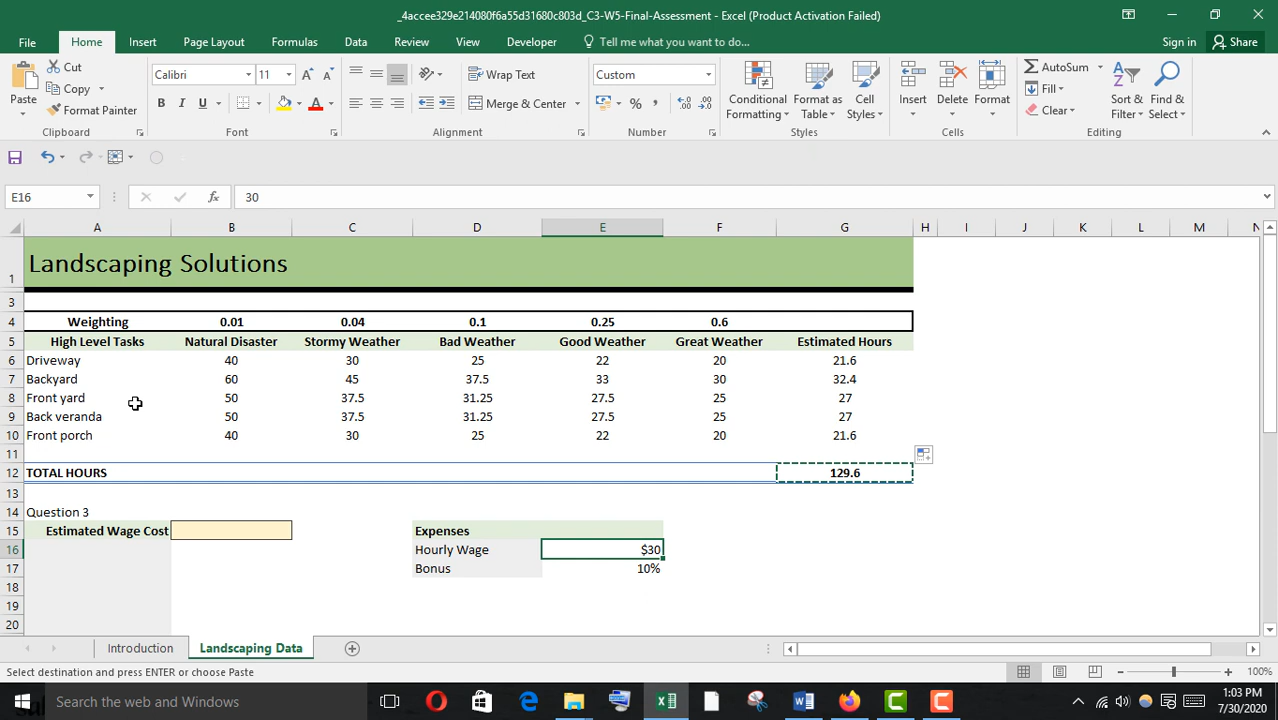 _4accee329e214080f6a55d31680c803d_C3-W5-Final-Assessment - Excel (Product Activation Failed)
File Home Insert Page Layout Formulas Data Review View Developer Tell me what you want to do... Sign in Share
Paste Cut Copy Format Painter Clipboard
Calibri 11 B I U A A A Font
Wrap Text Merge & Center Alignment
Custom % , Number
Conditional Formatting Format as Table Cell Styles Styles
Insert Delete Format Cells
AutoSum Fill Clear Sort & Filter Find & Select Editing
E16 fx 30
A B C D E F G H I J K L M N
1 Landscaping Solutions
3
4 Weighting 0.01 0.04 0.1 0.25 0.6
5 High Level Tasks Natural Disaster Stormy Weather Bad Weather Good Weather Great Weather Estimated Hours
6 Driveway 40 30 25 22 20 21.6
7 Backyard 60 45 37.5 33 30 32.4
8 Front yard 50 37.5 31.25 27.5 25 27
9 Back veranda 50 37.5 31.25 27.5 25 27
10 Front porch 40 30 25 22 20 21.6
11
12 TOTAL HOURS 129.6
13
14 Question 3
15 Estimated Wage Cost Expenses
16 Hourly Wage $30
17 Bonus 10%
18
19
20
Introduction Landscaping Data
Select destination and press ENTER or choose Paste 100%
Search the web and Windows 1:03 PM
7/30/2020